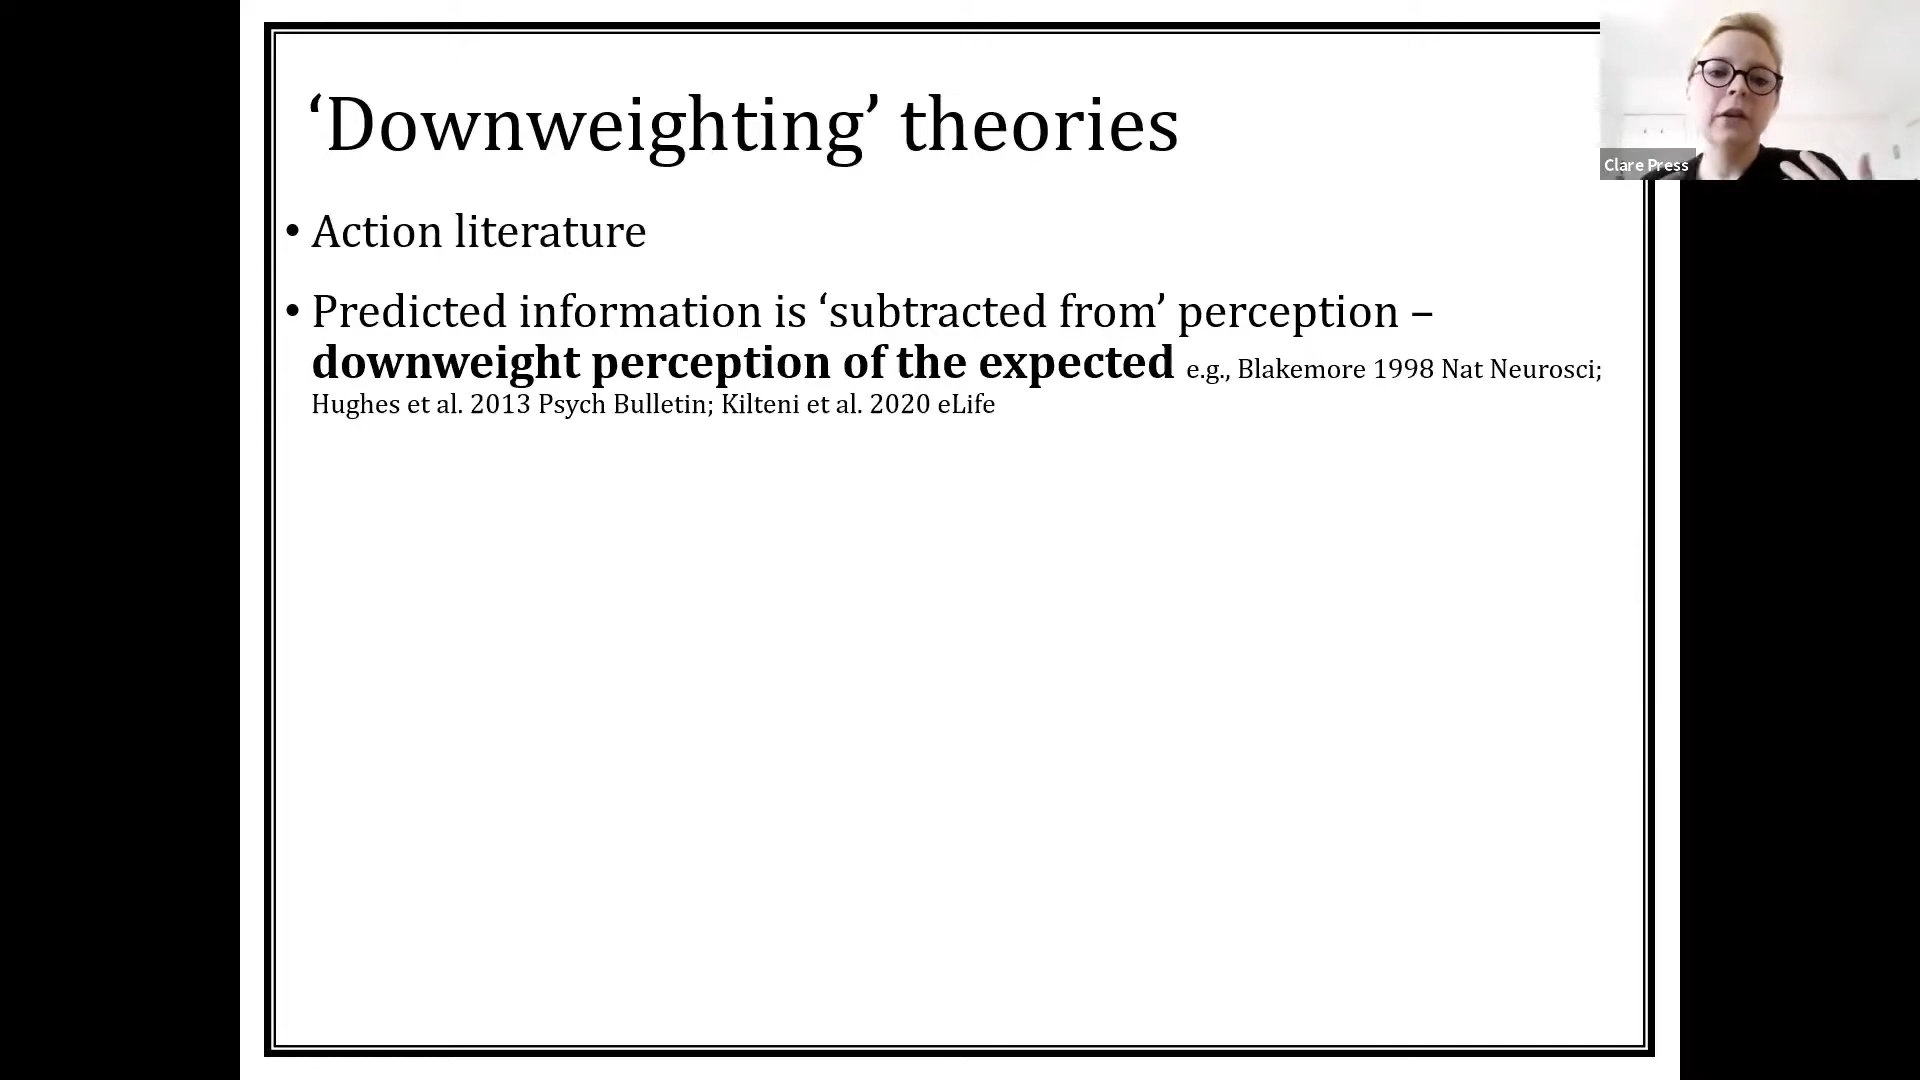 ‘Downweighting’ theories
Clare Press
• Action literature
• Predicted information is ‘subtracted from’ perception –
downweight perception of the expected e.g., Blakemore 1998 Nat Neurosci;
Hughes et al. 2013 Psych Bulletin; Kilteni et al. 2020 eLife